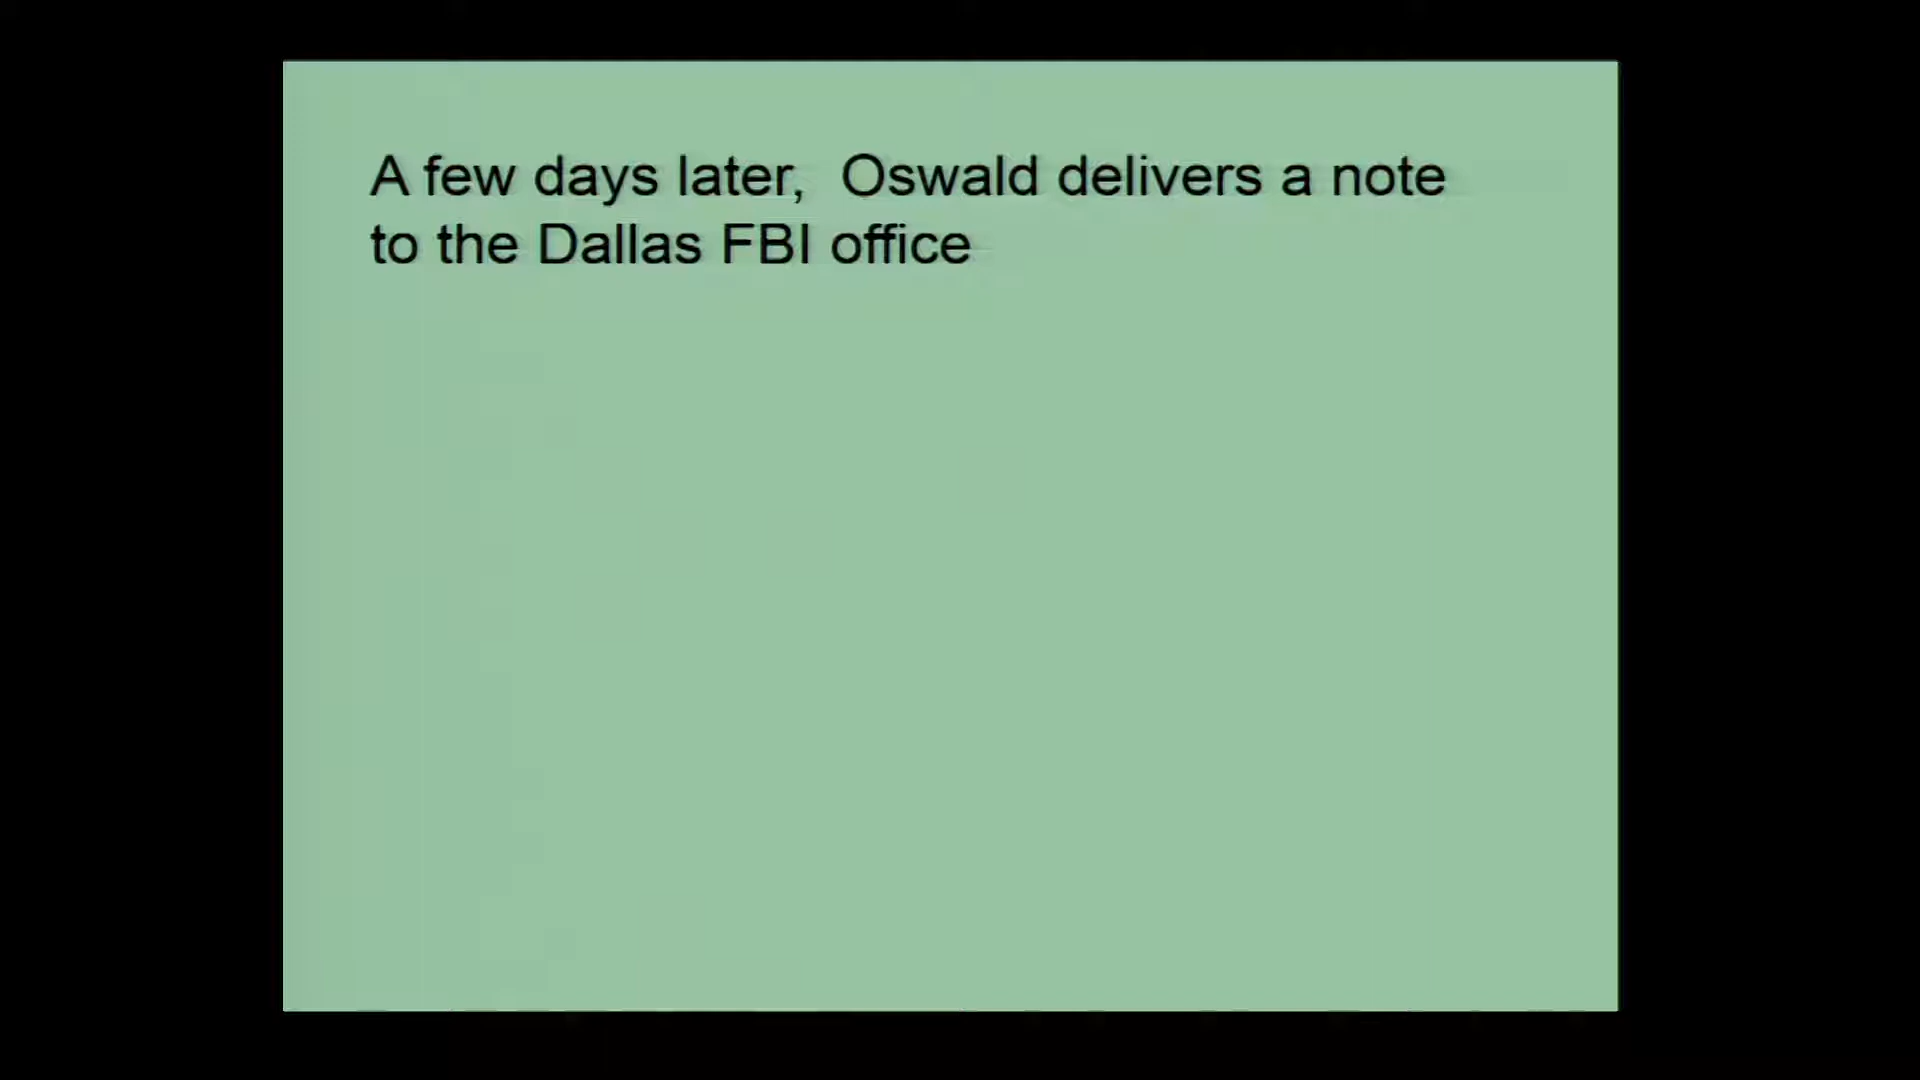 A few days later,  Oswald delivers a note
to the Dallas FBI office